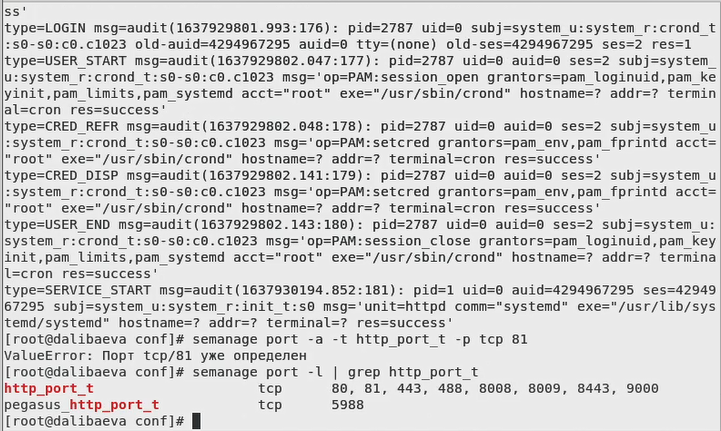 ss'
type=LOGIN msg=audit(1637929801.993:176): pid=2787 uid=0 subj=system_u:system_r:crond_t
:s0-s0:c0.c1023 old-auid=4294967295 auid=0 tty=(none) old-ses=4294967295 ses=2 res=1
type=USER_START msg=audit(1637929802.047:177): pid=2787 uid=0 auid=0 ses=2 subj=system_
u:system_r:crond_t:s0-s0:c0.c1023 msg='op=PAM:session_open grantors=pam_loginuid,pam_ke
yinit,pam_limits,pam_systemd acct="root" exe="/usr/sbin/crond" hostname=? addr=? termin
al=cron res=success'
type=CRED_REFR msg=audit(1637929802.048:178): pid=2787 uid=0 auid=0 ses=2 subj=system_u
:system_r:crond_t:s0-s0:c0.c1023 msg='op=PAM:setcred grantors=pam_env,pam_fprintd acct=
"root" exe="/usr/sbin/crond" hostname=? addr=? terminal=cron res=success'
type=CRED_DISP msg=audit(1637929802.141:179): pid=2787 uid=0 auid=0 ses=2 subj=system_u
:system_r:crond_t:s0-s0:c0.c1023 msg='op=PAM:setcred grantors=pam_env,pam_fprintd acct=
"root" exe="/usr/sbin/crond" hostname=? addr=? terminal=cron res=success'
type=USER_END msg=audit(1637929802.143:180): pid=2787 uid=0 auid=0 ses=2 subj=system_u:
system_r:crond_t:s0-s0:c0.c1023 msg='op=PAM:session_close grantors=pam_loginuid,pam_key
init,pam_limits,pam_systemd acct="root" exe="/usr/sbin/crond" hostname=? addr=? termina
l=cron res=success'
type=SERVICE_START msg=audit(1637930194.852:181): pid=1 uid=0 auid=4294967295 ses=42949
67295 subj=system_u:system_r:init_t:s0 msg='unit=httpd comm="systemd" exe="/usr/lib/sys
temd/systemd" hostname=? addr=? terminal=? res=success'
[root@dalibaeva conf]# semanage port -a -t http_port_t -p tcp 81
ValueError: Порт tcp/81 уже определен
[root@dalibaeva conf]# semanage port -l | grep http_port_t
http_port_t tcp 80, 81, 443, 488, 8008, 8009, 8443, 9000
pegasus_http_port_t tcp 5988
[root@dalibaeva conf]#